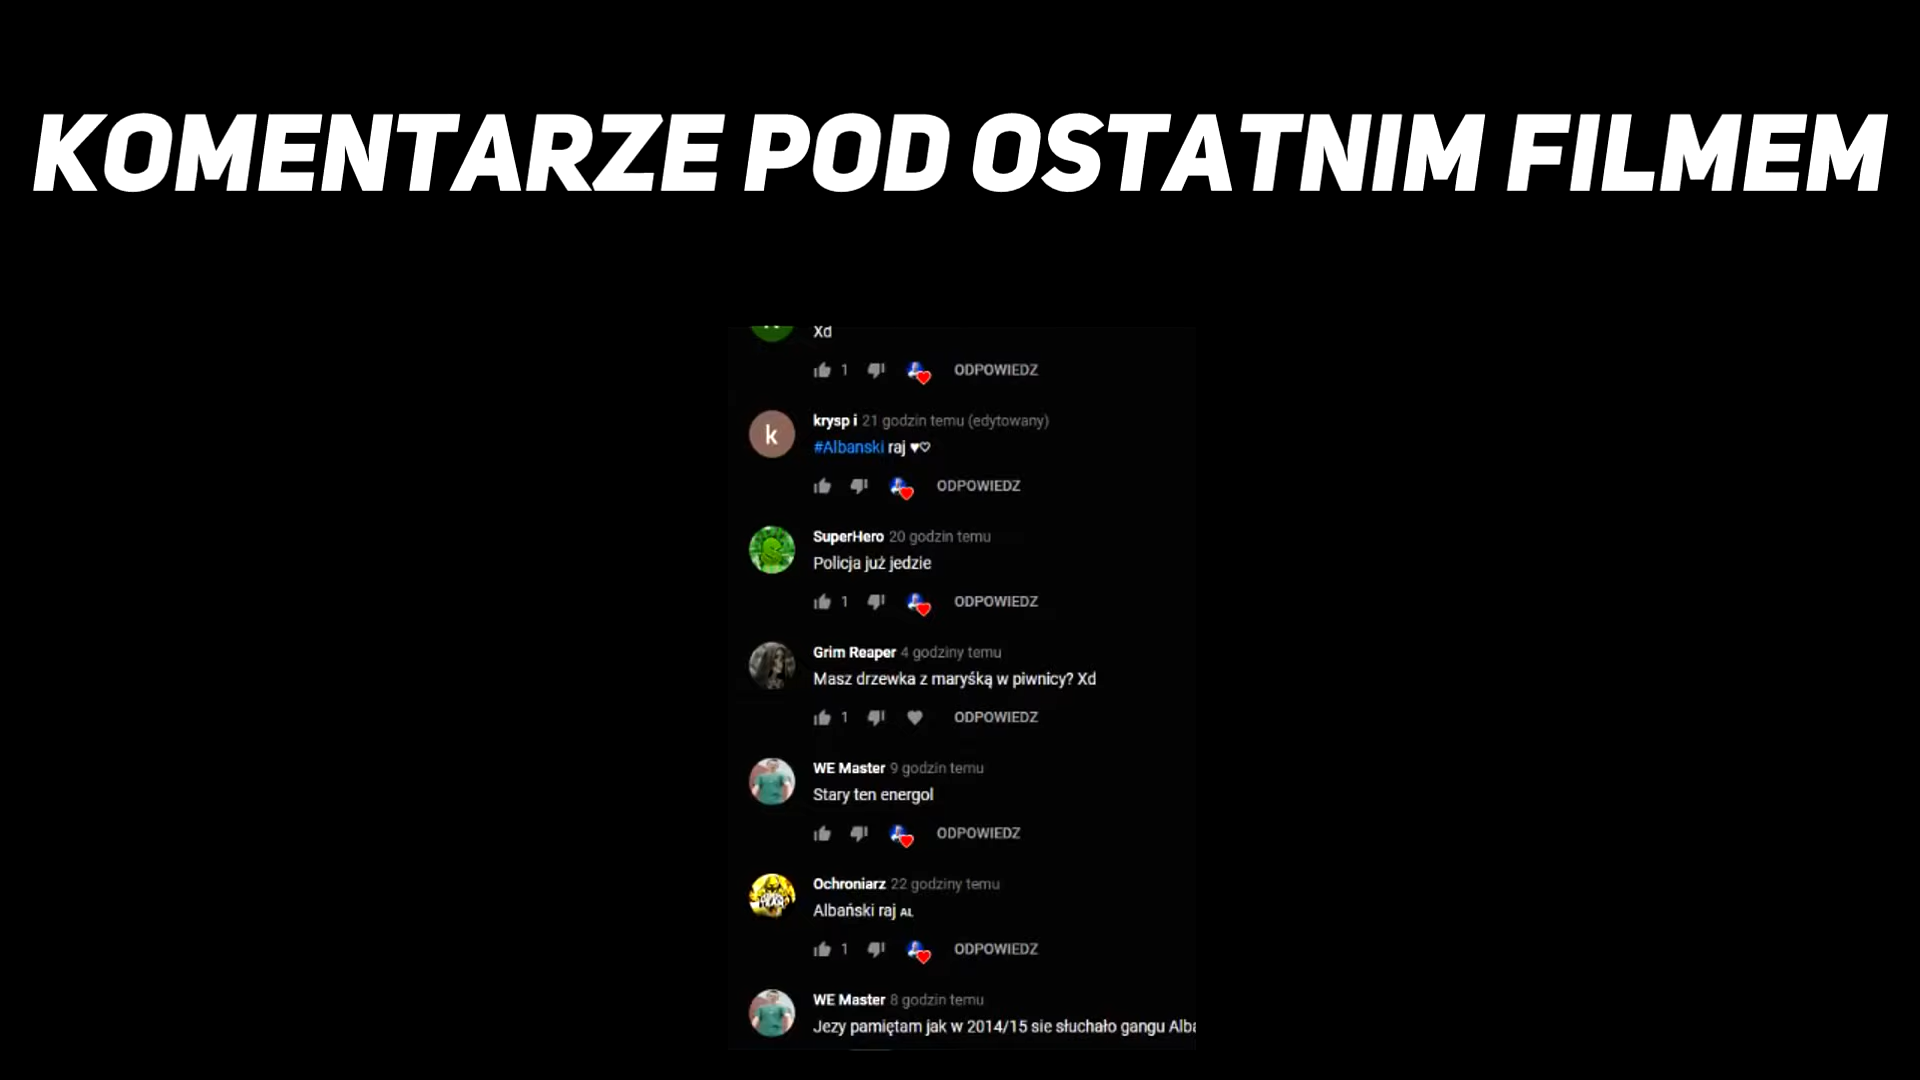 KOMENTARZE POD OSTATNIM FILMEM
Xd
1 ODPOWIEDZ
k
krysp i 21 godzin temu (edytowany)
#Albanski raj ♥♡
ODPOWIEDZ
SuperHero 20 godzin temu
Policja już jedzie
1 ODPOWIEDZ
Grim Reaper 4 godziny temu
Masz drzewka z maryśką w piwnicy? Xd
1 ODPOWIEDZ
WE Master 9 godzin temu
Stary ten energol
ODPOWIEDZ
Ochroniarz 22 godziny temu
Albański raj AL
1 ODPOWIEDZ
WE Master 8 godzin temu
Jezy pamiętam jak w 2014/15 sie słuchało gangu Alba